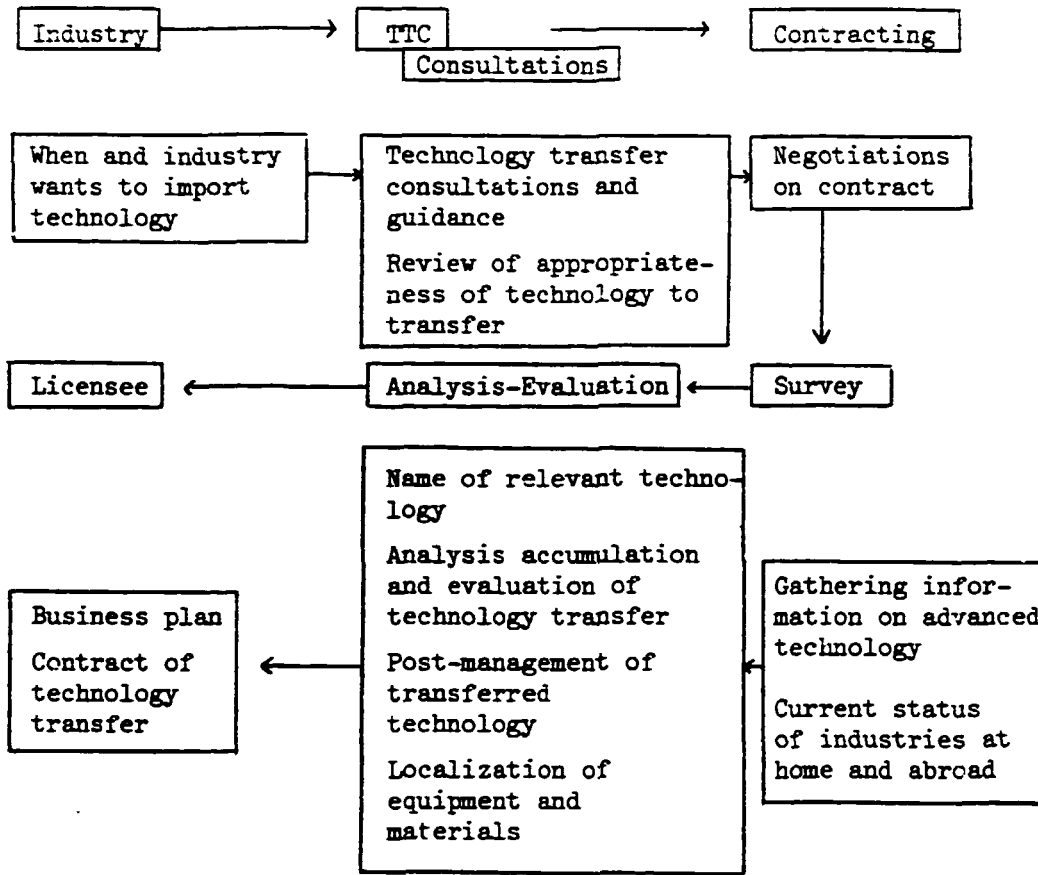 Industry
TTC
Contracting
Consultations
When and industry
wants to import
technology
Technology transfer
consultations and
guidance
Review of appropriate-
ness of technology to
transfer
Negotiations
on contract
Licensee
Analysis-Evaluation
Survey
Business plan
Contract of
technology
transfer
Name of relevant techno-
logy
Analysis accumulation
and evaluation of
technology transfer
Post-management of
transferred
technology
Localization of
equipment and
materials
Gathering infor-
mation on advanced
technology
Current status
of industries at
home and abroad